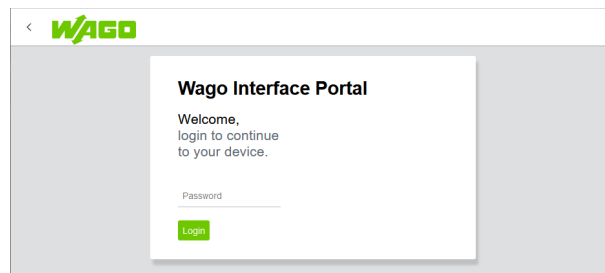 WAGO
Wago Interface Portal
Welcome,
login to continue
to your device.
Password
Login